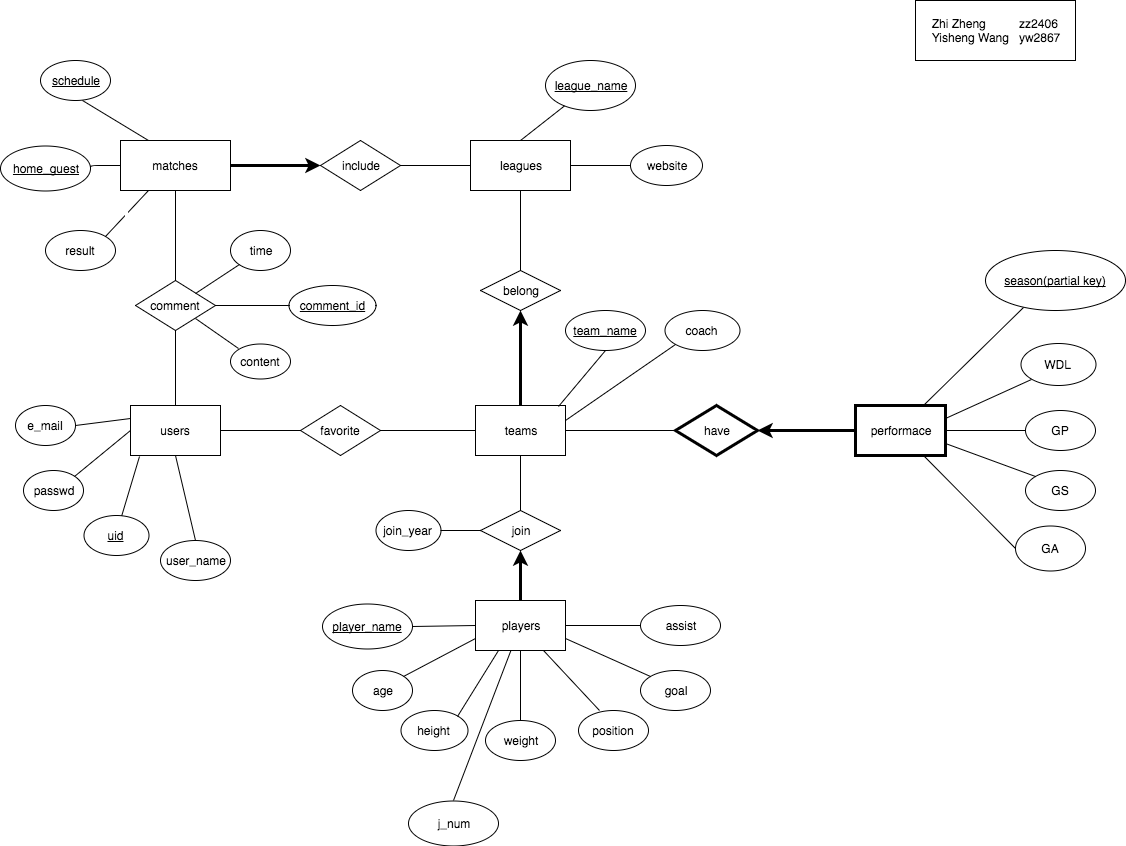 Zhi Zheng zz2406
Yisheng Wang yw2867
schedule
league_name
home_guest
matches
include
leagues
website
result
time
comment
comment_id
content
belong
season(partial key)
team_name
coach
WDL
e_mail
users
favorite
teams
have
performace
GP
passwd
GS
uid
user_name
join_year
join
GA
player_name
players
assist
age
goal
height
weight
position
j_num